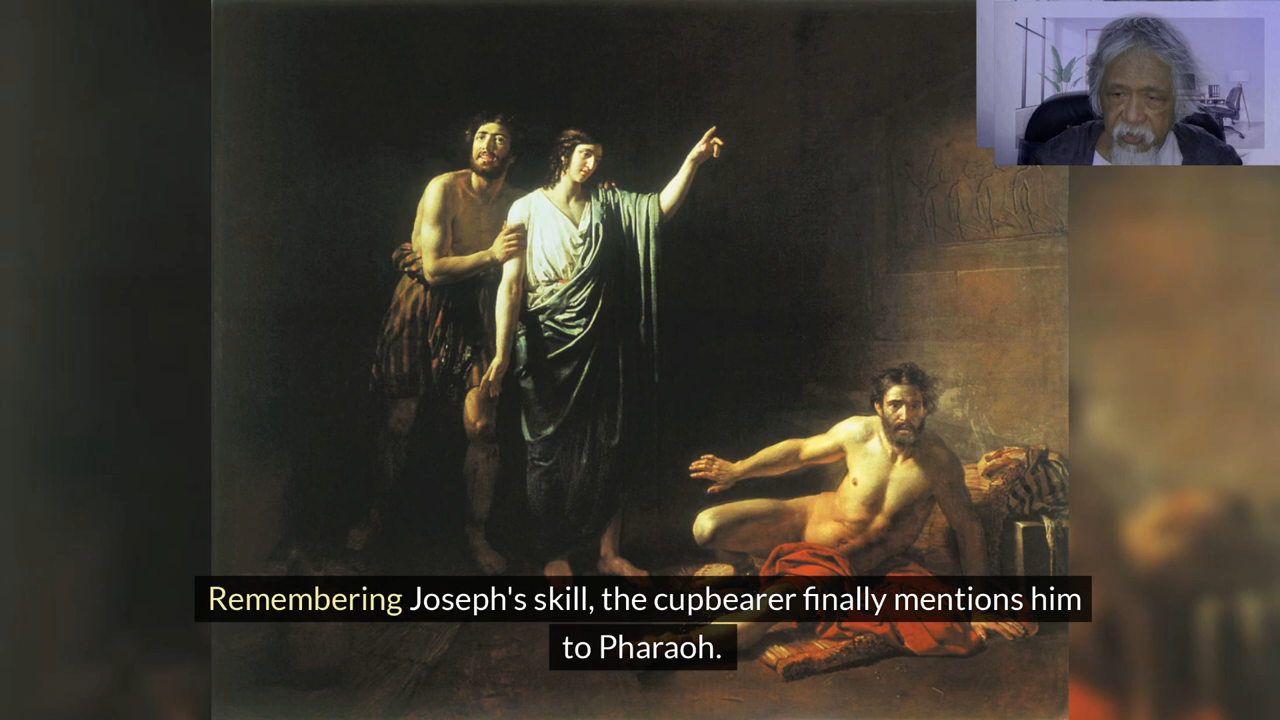 Remembering Joseph's skill, the cupbearer finally mentions him
to Pharaoh.